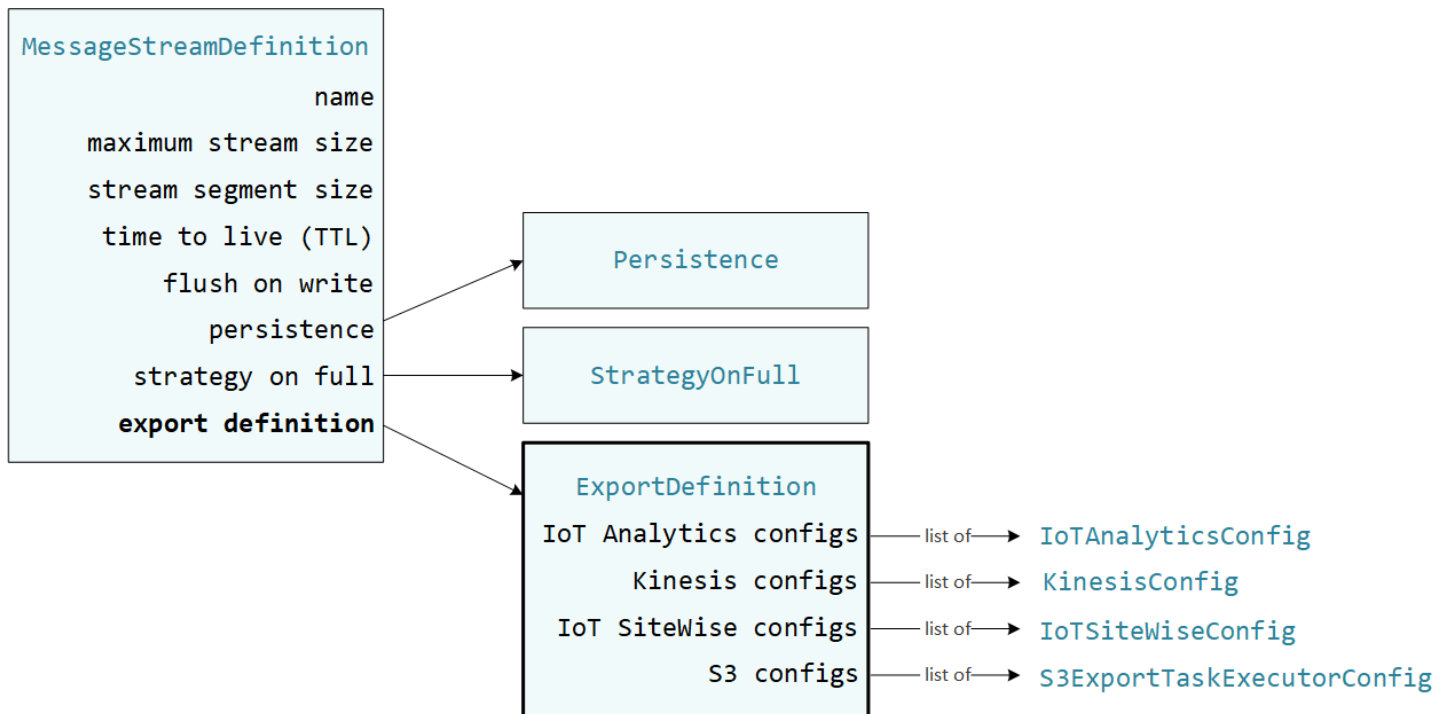 MessageStreamDefinition
name
maximum stream size
stream segment size
time to live (TTL)
flush on write
persistence
strategy on full
export definition
Persistence
StrategyOnFull
ExportDefinition
IoT Analytics configs list of IoTAnalyticsConfig
Kinesis configs list of KinesisConfig
IoT SiteWise configs list of IoTSiteWiseConfig
S3 configs list of S3ExportTaskExecutorConfig